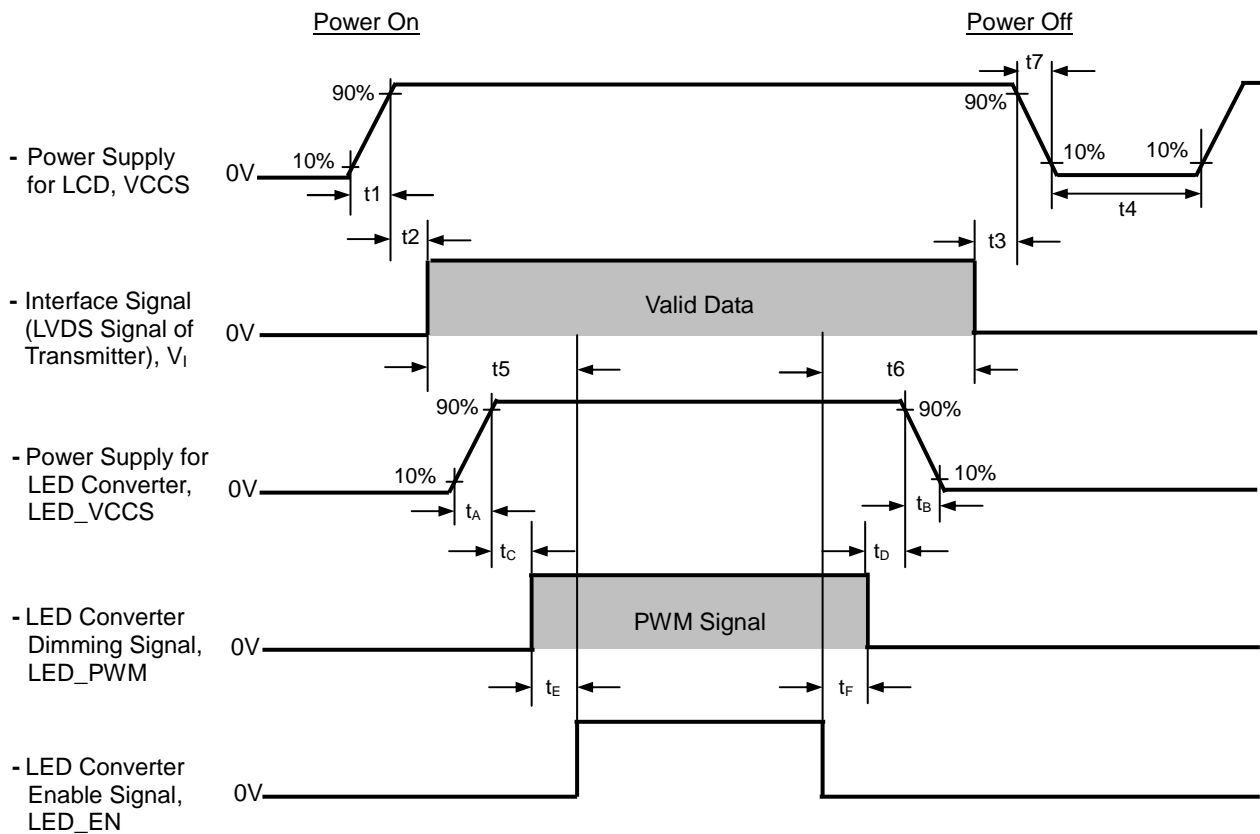 Power On
Power Off
t7
90%
90%
- Power Supply
for LCD, VCCS
10%
10%
10%
0V
t1
t4
t2
t3
- Interface Signal
(LVDS Signal of
Transmitter), VI
0V
Valid Data
t5
t6
90%
90%
- Power Supply for
LED Converter,
LED_VCCS
10%
10%
0V
tA
tB
tC
tD
- LED Converter
Dimming Signal,
LED_PWM
0V
PWM Signal
tE
tF
- LED Converter
Enable Signal,
LED_EN
0V